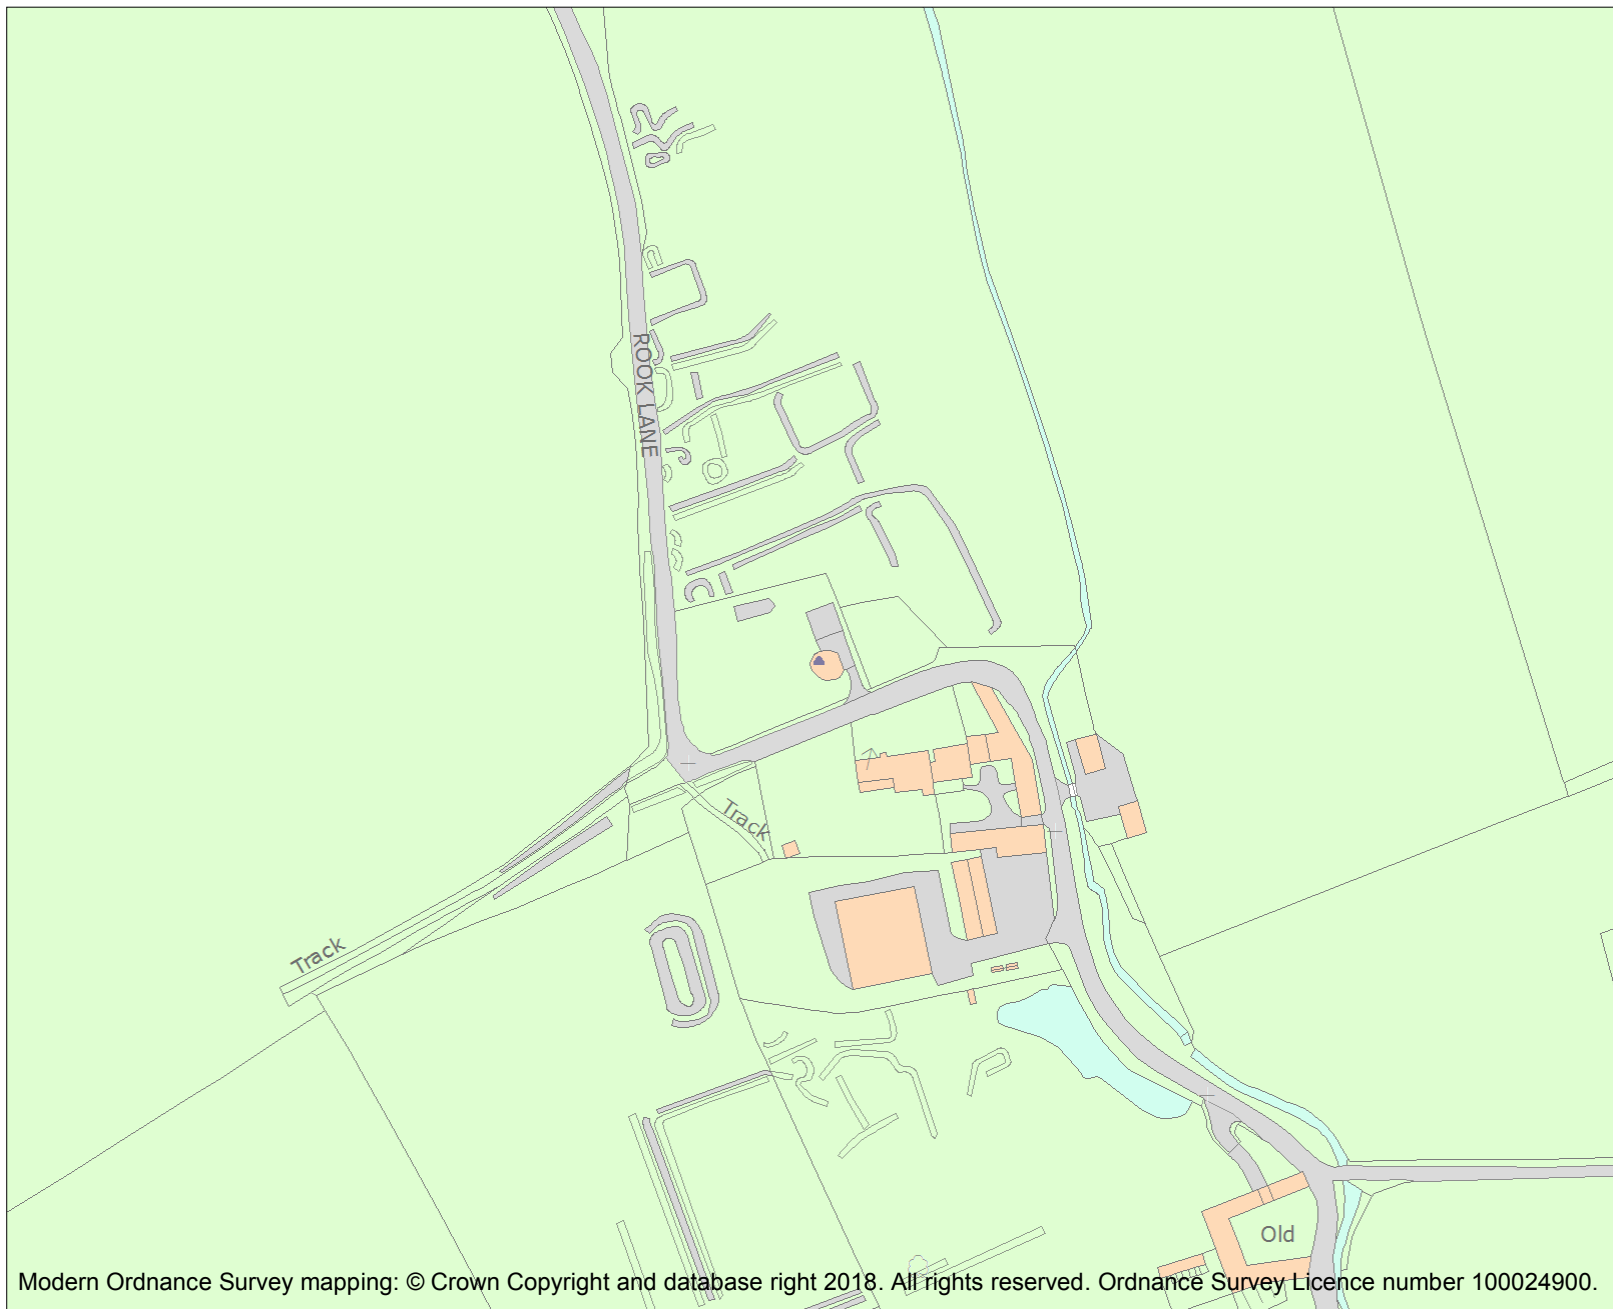 ROOK LANE
Track
Track
Old
Modern Ordnance Survey mapping: © Crown Copyright and database right 2018. All rights reserved. Ordnance Survey Licence number 100024900.